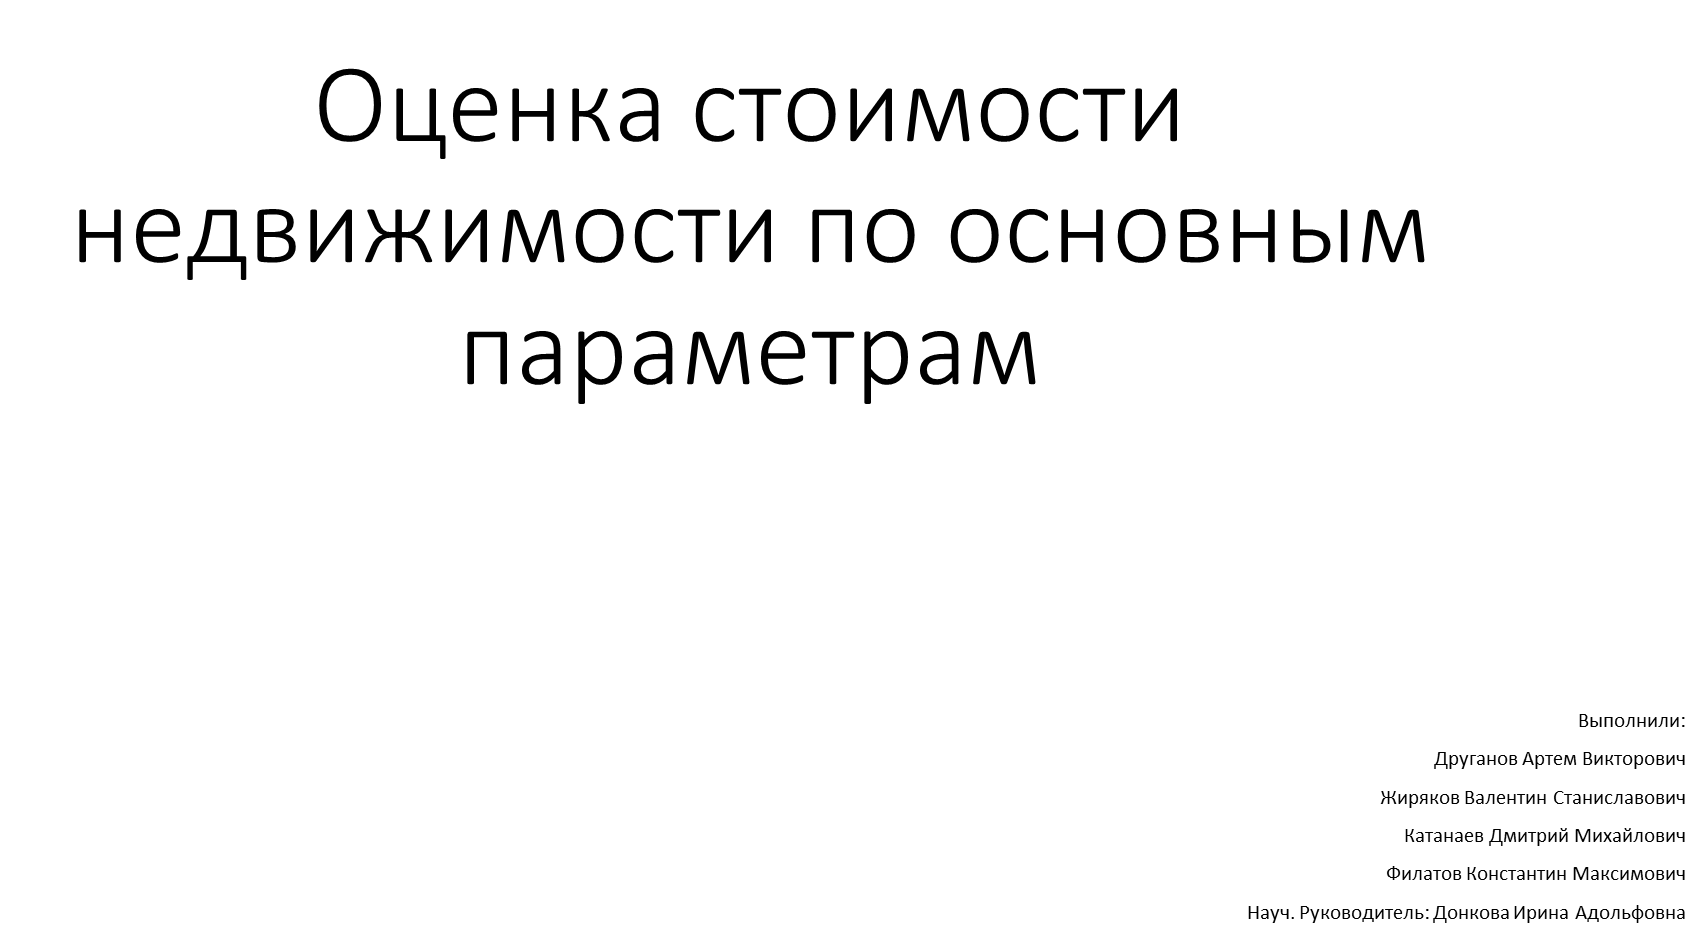 Оценка стоимости
недвижимости по основным
параметрам
Выполнили:
Друганов Артем Викторович
Жиряков Валентин Станиславович
Катанаев Дмитрий Михайлович
Филатов Константин Максимович
Науч. Руководитель: Донкова Ирина Адольфовна